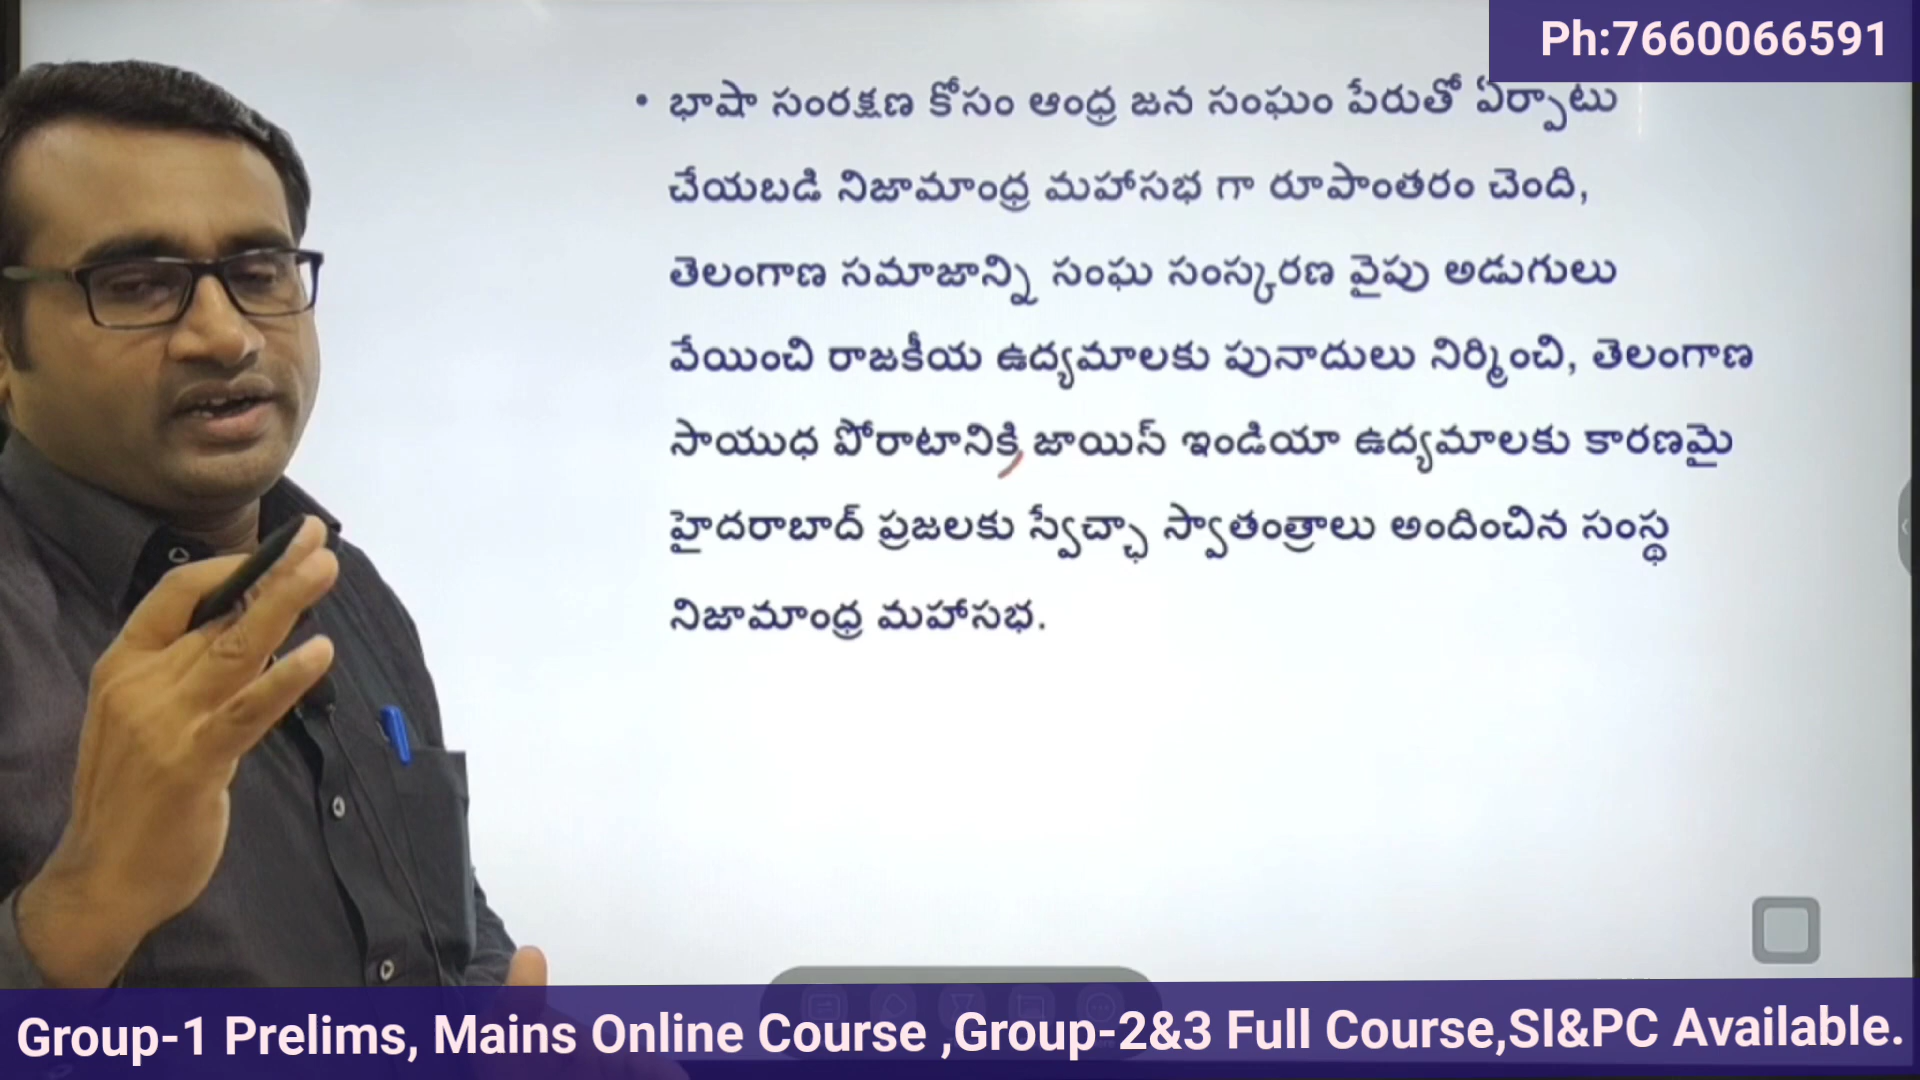 Ph:7660066591
• భాషా సంరక్షణ కోసం ఆంధ్ర జన సంఘం పేరుతో ఏర్పాటు
చేయబడి నిజామాంధ్ర మహాసభ గా రూపాంతరం చెంది,
తెలంగాణ సమాజాన్ని సంఘ సంస్కరణ వైపు అడుగులు
వేయించి రాజకీయ ఉద్యమాలకు పునాదులు నిర్మించి, తెలంగాణ
సాయుధ పోరాటానికి, జాయిన్ ఇండియా ఉద్యమాలకు కారణమై
హైదరాబాద్ ప్రజలకు స్వేచ్ఛా స్వాతంత్రాలు అందించిన సంస్థ
నిజామాంధ్ర మహాసభ.
Group-1 Prelims, Mains Online Course ,Group-2&3 Full Course,SI&PC Available.